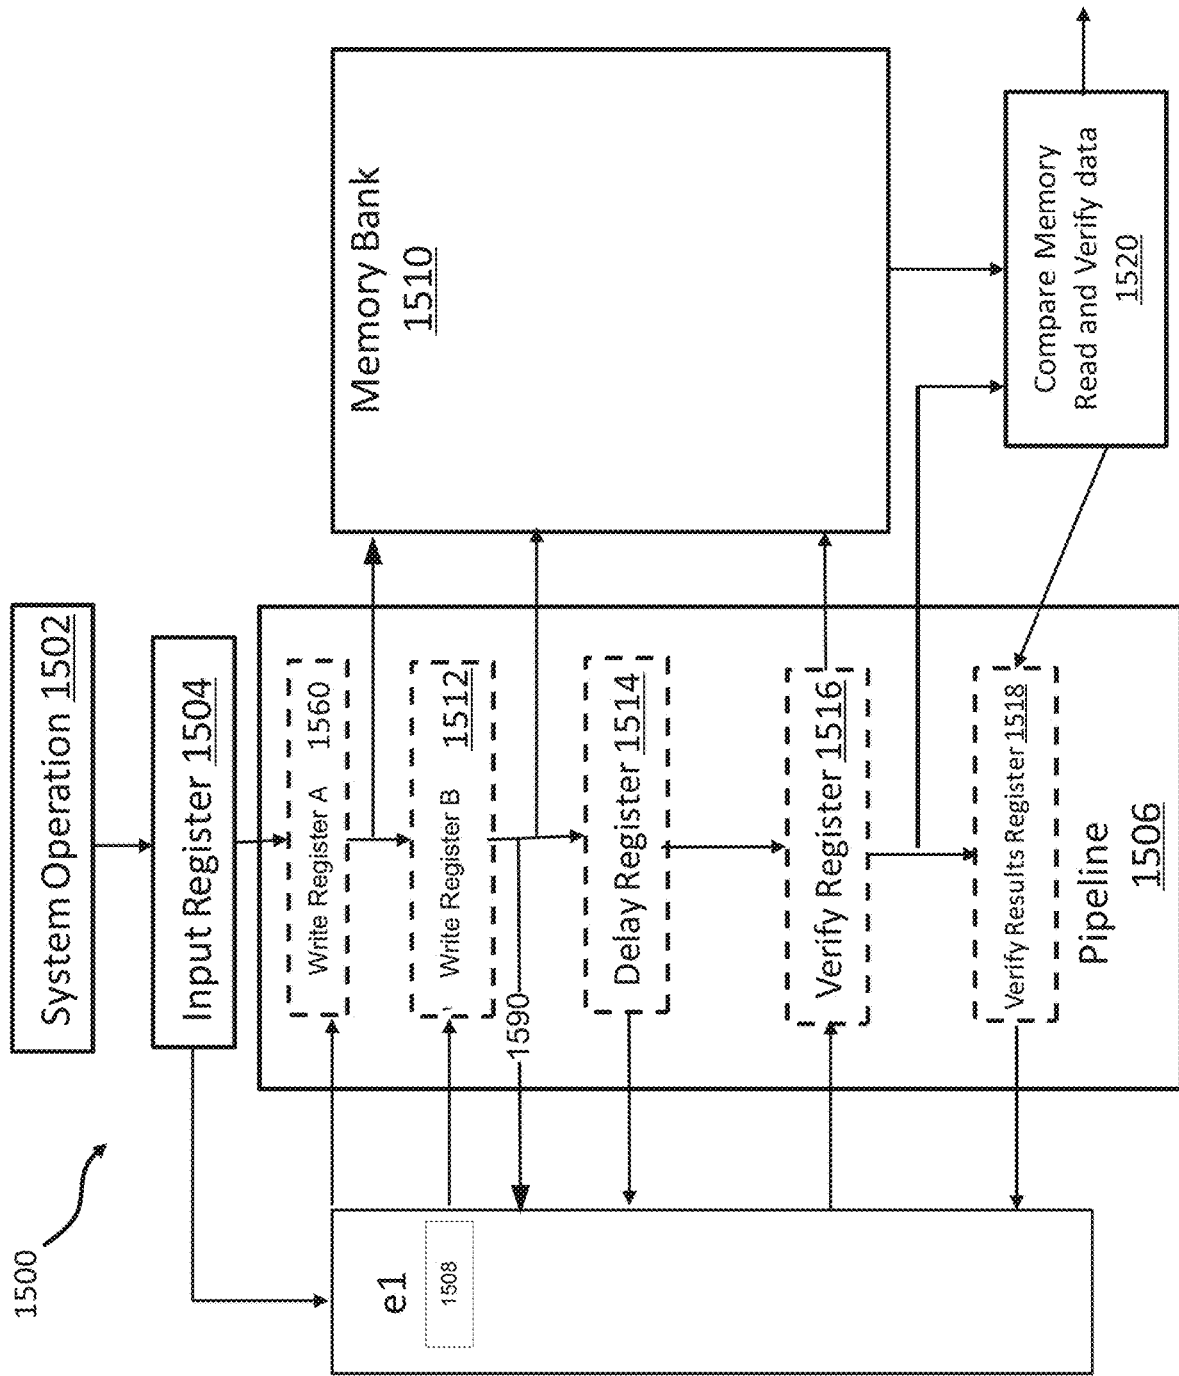 1500
System Operation 1502
Input Register 1504
e1
1508
Write Register A 1560
Write Register B 1512
1590
Delay Register 1514
Verify Register 1516
Verify Results Register 1518
Pipeline
1506
Memory Bank
1510
Compare Memory
Read and Verify data
1520